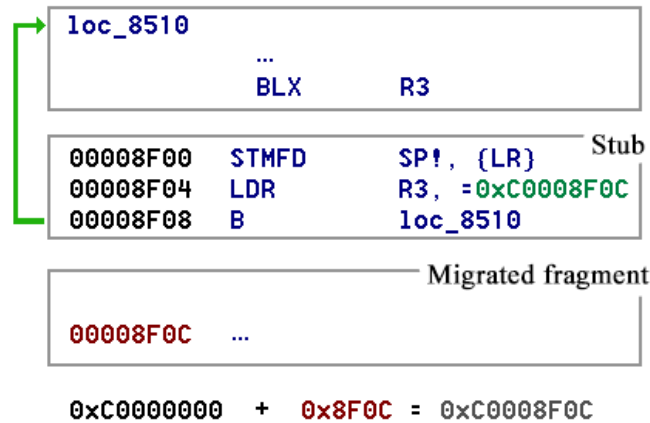 loc_8510
...
BLX R3
Stub
00008F00 STMFD SP!, {LR}
00008F04 LDR R3, =0xC0008F0C
00008F08 B loc_8510
Migrated fragment
00008F0C ...
0xC0000000 + 0x8F0C = 0xC0008F0C